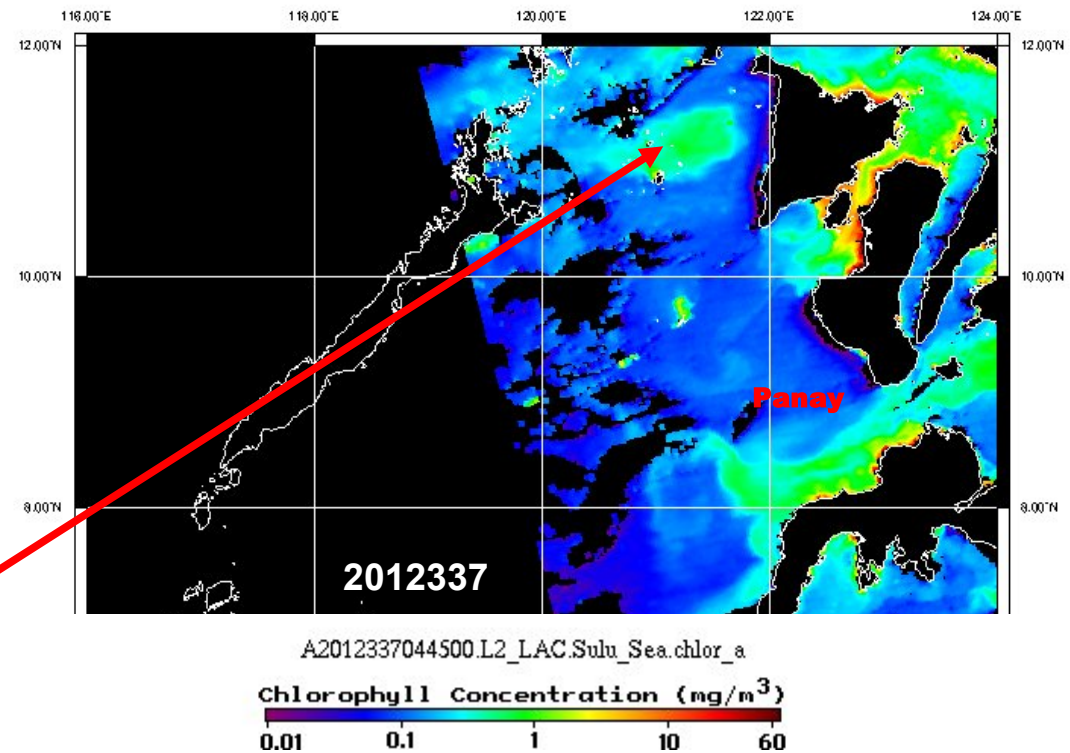 116.00°E 118.00°E 120.00°E 122.00°E 124.00°E
12.00°N 12.00°N
10.00°N 10.00°N
Panay
8.00°N 8.00°N
2012337
A2012337044500.L2_LAC.Sulu_Sea.chlor_a
Chlorophyll Concentration (mg/m³)
0.01 0.1 1 10 60